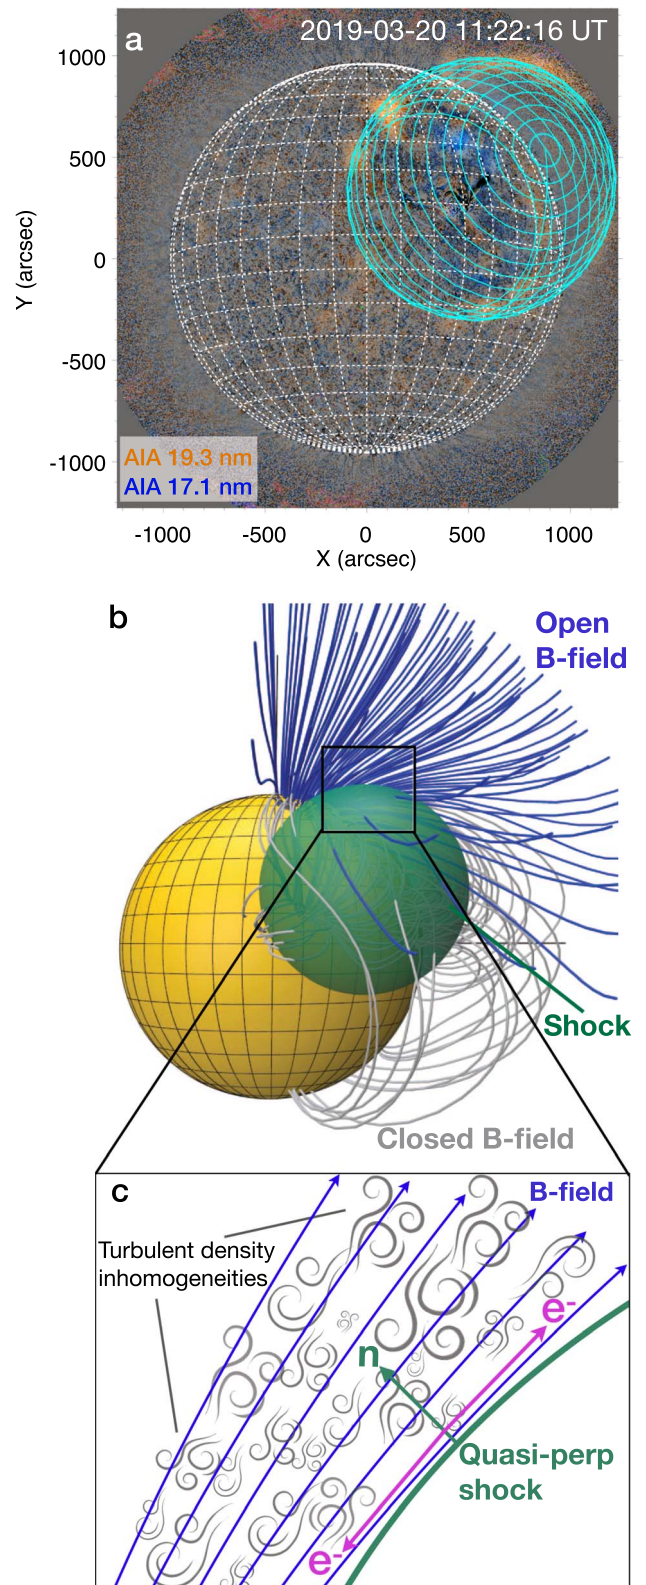 a
2019-03-20 11:22:16 UT
1000
500
0
-500
-1000
Y (arcsec)
AIA 19.3 nm
AIA 17.1 nm
-1000 -500 0 500 1000
X (arcsec)
b
Open
B-field
Shock
Closed B-field
c
B-field
Turbulent density
inhomogeneities
e-
n
Quasi-perp
shock
e-